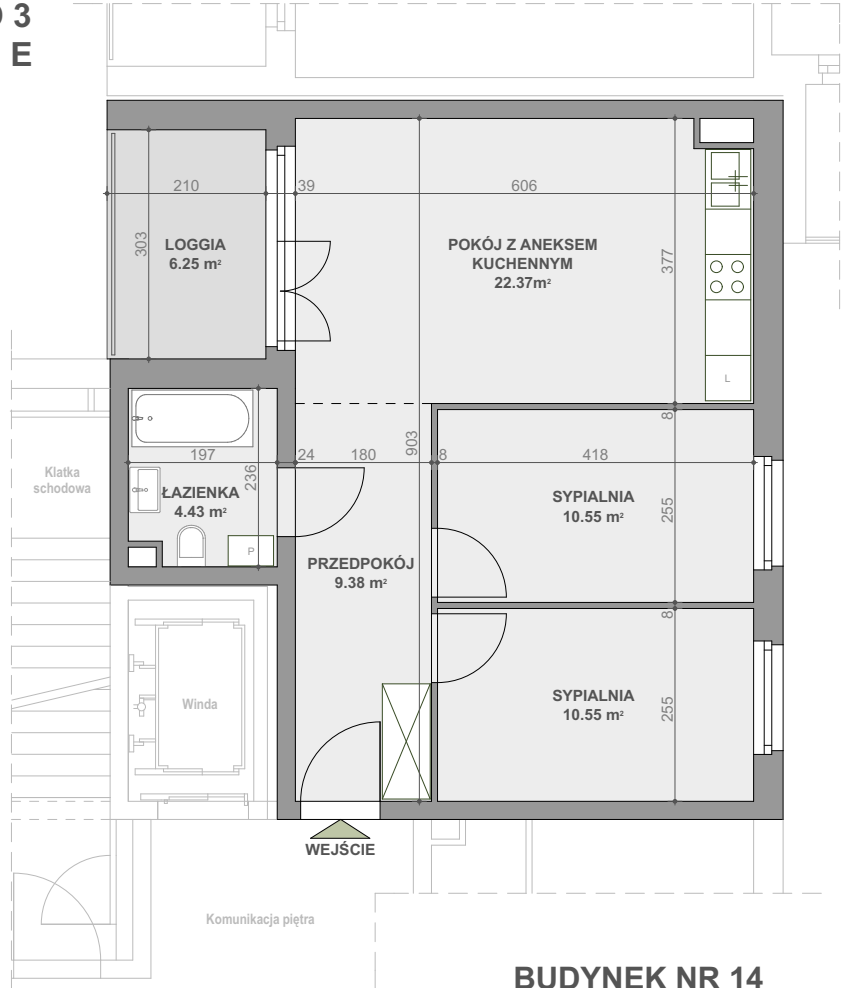 3
E
210
39
606
303
LOGGIA
6.25 m²
POKÓJ Z ANEKSEM
KUCHENNYM
22.37m²
377
L
8
197
24
180
903
8
418
236
Klatka
schodowa
ŁAZIENKA
4.43 m²
P
SYPIALNIA
10.55 m²
255
PRZEDPOKÓJ
9.38 m²
8
Winda
SYPIALNIA
10.55 m²
255
WEJŚCIE
Komunikacja piętra
BUDYNEK NR 14